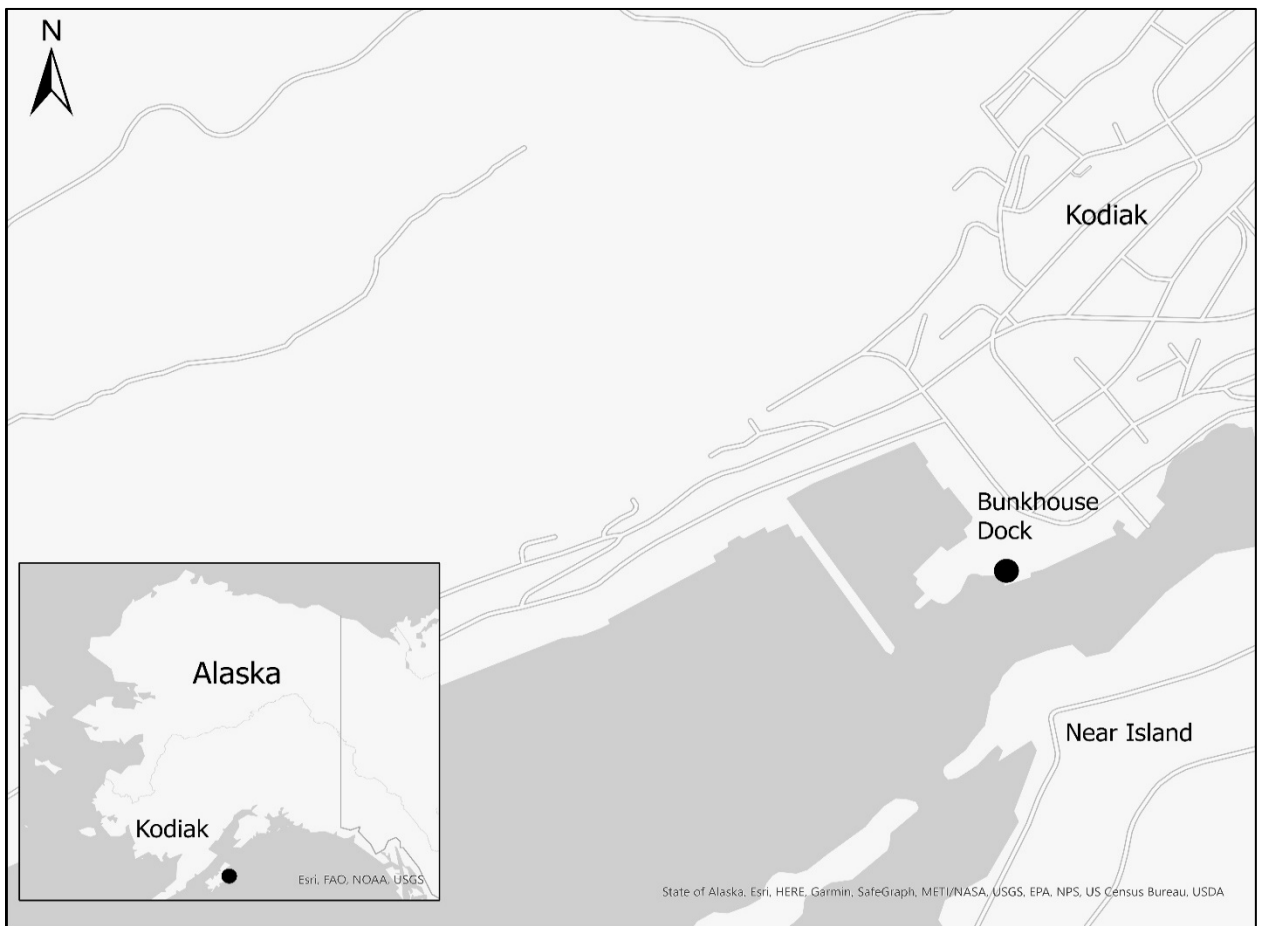 N
Kodiak
Bunkhouse
Dock
Near Island
Alaska
Kodiak
Esri, FAO, NOAA, USGS
State of Alaska, Esri, HERE, Garmin, SafeGraph, METI/NASA, USGS, EPA, NPS, US Census Bureau, USDA